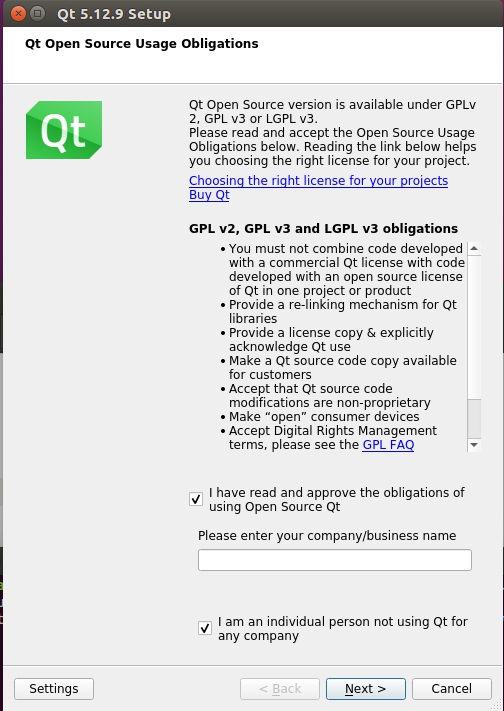 Qt 5.12.9 Setup
Qt Open Source Usage Obligations
Qt
Qt Open Source version is available under GPLv
2, GPL v3 or LGPL v3.
Please read and accept the Open Source Usage
Obligations below. Reading the link below helps
you choosing the right license for your project.
Choosing the right license for your projects
Buy Qt
GPL v2, GPL v3 and LGPL v3 obligations
• You must not combine code developed
with a commercial Qt license with code
developed with an open source license
of Qt in one project or product
• Provide a re-linking mechanism for Qt
libraries
• Provide a license copy & explicitly
acknowledge Qt use
• Make a Qt source code copy available
for customers
• Accept that Qt source code
modifications are non-proprietary
• Make “open” consumer devices
• Accept Digital Rights Management
terms, please see the GPL FAQ
I have read and approve the obligations of
using Open Source Qt
Please enter your company/business name
I am an individual person not using Qt for
any company
Settings
< Back
Next >
Cancel